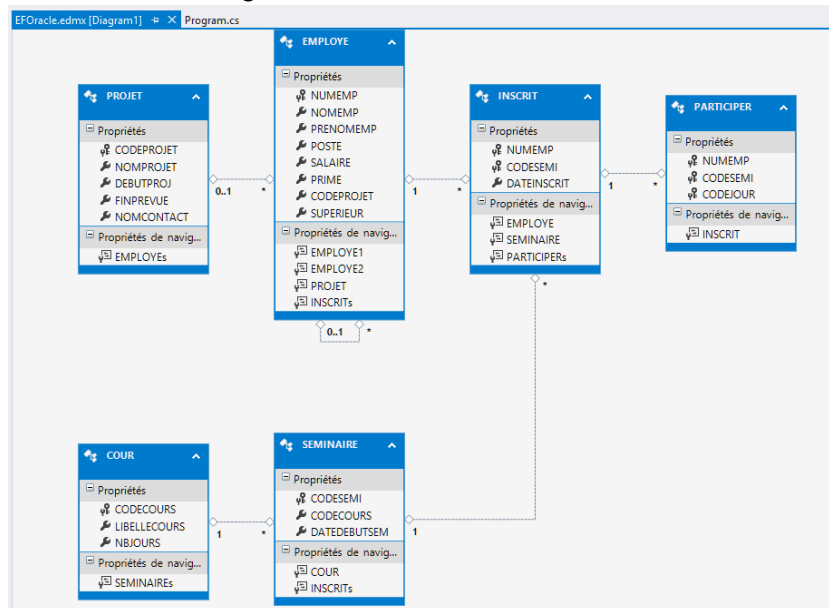 EFOracle.edmx [Diagram1]
Program.cs
EMPLOYE
Propriétés
NUMEMP
NOMEMP
PRENOMEMP
POSTE
SALAIRE
PRIME
CODEPROJET
SUPERIEUR
Propriétés de navig...
EMPLOYE1
EMPLOYE2
PROJET
INSCRITs
PROJET
Propriétés
CODEPROJET
NOMPROJET
DEBUTPROJ
FINPREVUE
NOMCONTACT
Propriétés de navig...
EMPLOYEs
0..1
*
INSCRIT
Propriétés
NUMEMP
CODESEMI
DATEINSCRIT
Propriétés de navig...
EMPLOYE
SEMINAIRE
PARTICIPERs
1
*
PARTICIPER
Propriétés
NUMEMP
CODESEMI
CODEJOUR
Propriétés de navig...
INSCRIT
1
*
*
0..1
*
COUR
Propriétés
CODECOURS
LIBELLECOURS
NBJOURS
Propriétés de navig...
SEMINAIREs
1
*
SEMINAIRE
Propriétés
CODESEMI
CODECOURS
DATEDEBUTSEM
Propriétés de navig...
COUR
INSCRITs
1